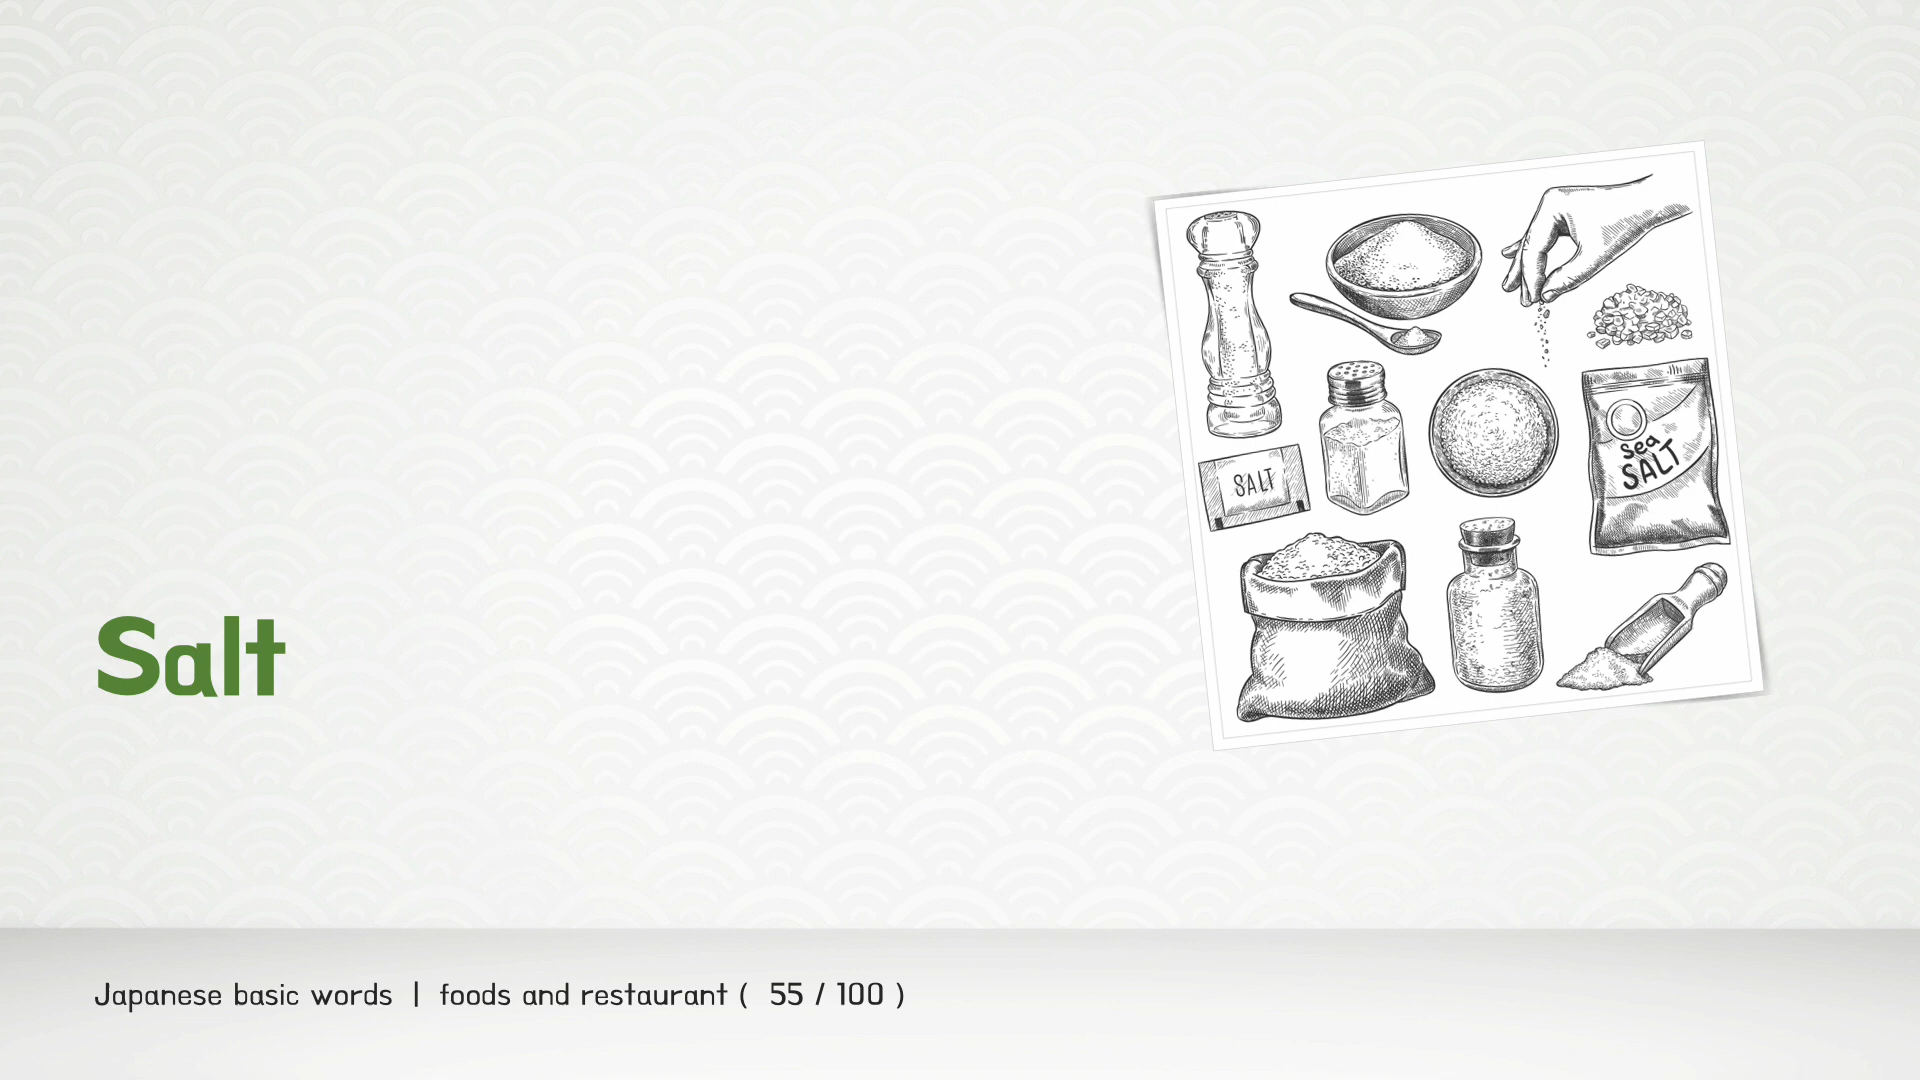 SALT
Sea
SALT
Salt
Japanese basic words | foods and restaurant ( 55 / 100 )